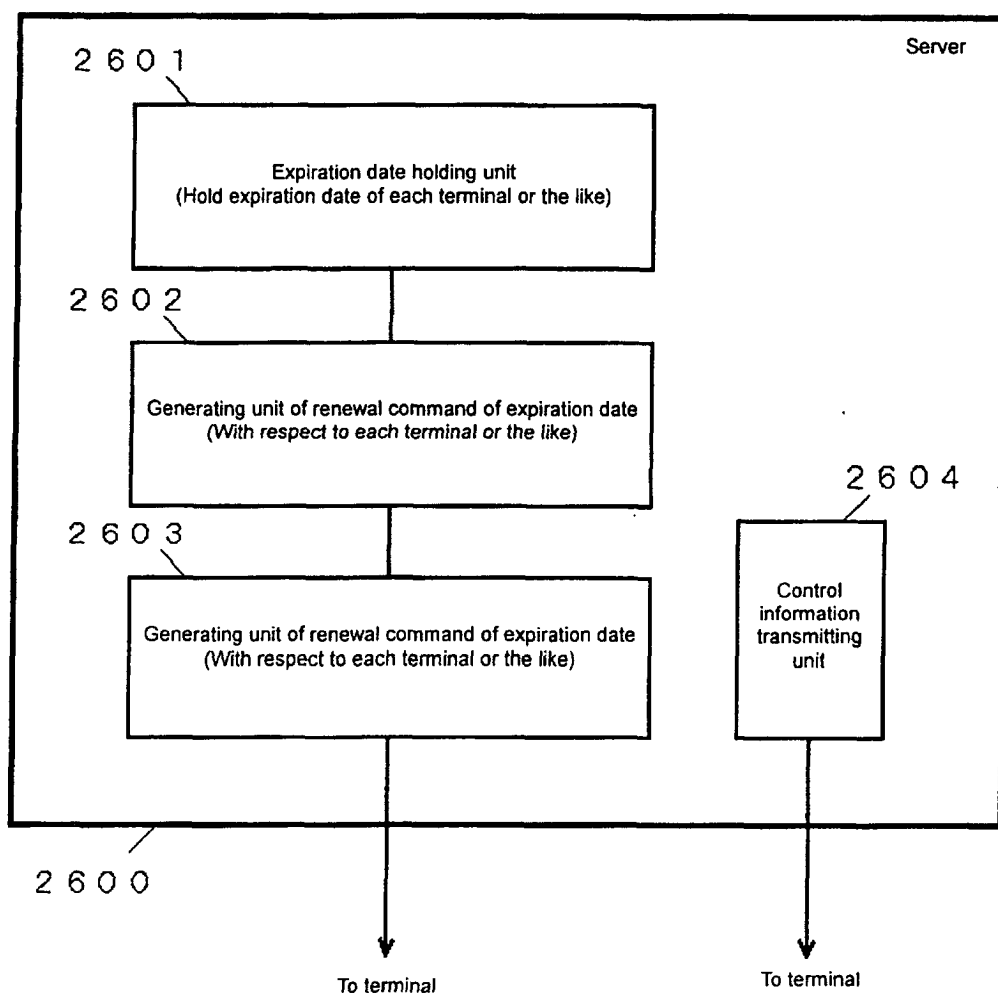 Server
2601
Expiration date holding unit
(Hold expiration date of each terminal or the like)
2602
Generating unit of renewal command of expiration date
(With respect to each terminal or the like)
2603
Generating unit of renewal command of expiration date
(With respect to each terminal or the like)
2604
Control
information
transmitting
unit
2600
To terminal
To terminal